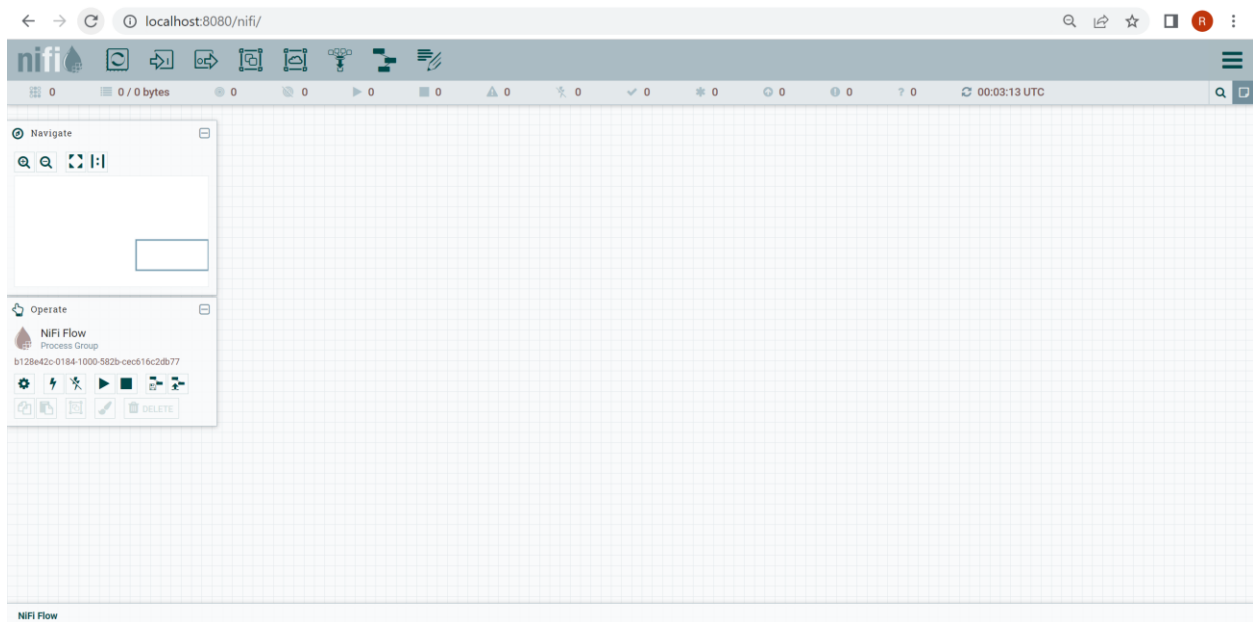 localhost:8080/nifi/
R
nifi
0
0 / 0 bytes
0
0
0
0
0
0
0
0
0
0
? 0
00:03:13 UTC
Navigate
Operate
NiFi Flow
Process Group
b128e42c-0184-1000-582b-cec616c2db77
DELETE
NiFi Flow